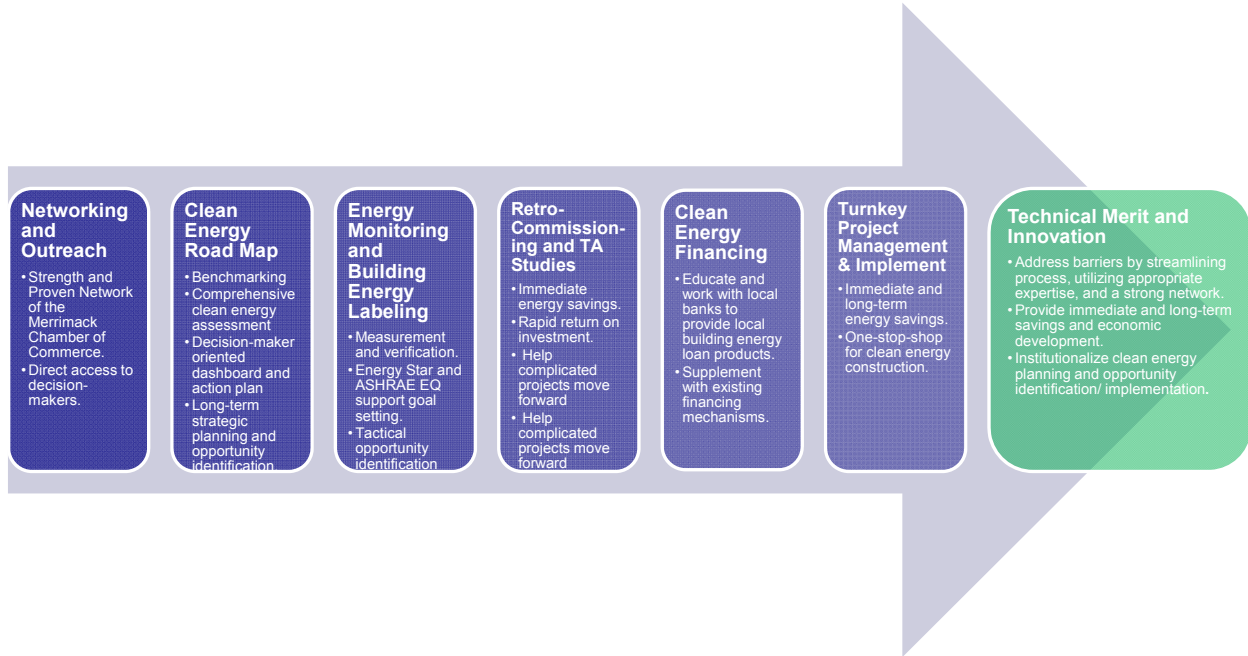 Networking
and
Outreach
• Strength and
Proven Network
of the
Merrimack
Chamber of
Commerce.
• Direct access to
decision-
makers.
Clean
Energy
Road Map
• Benchmarking
• Comprehensive
clean energy
assessment
• Decision-maker
oriented
dashboard and
action plan
• Long-term
strategic
planning and
opportunity
identification
Energy
Monitoring
and
Building
Energy
Labeling
• Measurement
and verification.
• Energy Star and
ASHRAE EQ
support goal
setting.
• Tactical
opportunity
identification
Retro-
Commission-
ing and TA
Studies
• Immediate
energy savings.
• Rapid return on
investment.
• Help
complicated
projects move
forward
• Help
complicated
projects move
forward
Clean
Energy
Financing
• Educate and
work with local
banks to
provide local
building energy
loan products.
• Supplement
with existing
financing
mechanisms.
Turnkey
Project
Management
& Implement
• Immediate and
long-term
energy savings.
• One-stop-shop
for clean energy
construction.
Technical Merit and
Innovation
• Address barriers by streamlining
process, utilizing appropriate
expertise, and a strong network.
• Provide immediate and long-term
savings and economic
development.
• Institutionalize clean energy
planning and opportunity
identification/ implementation.